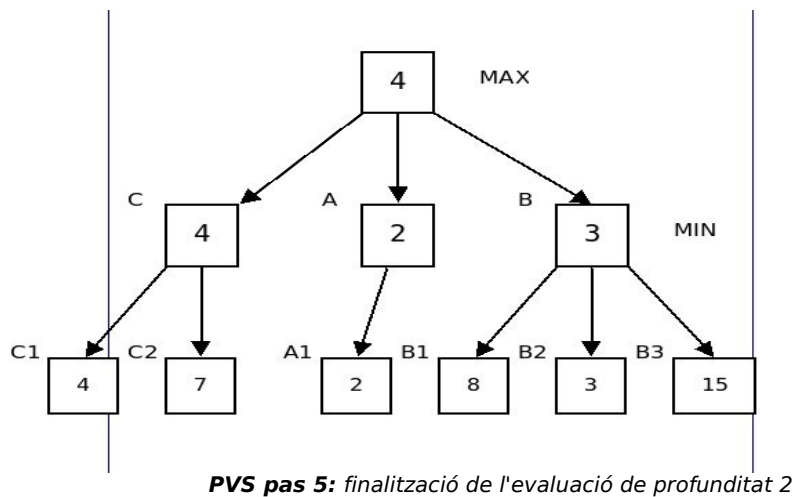 4 MAX
C A B
4 2 3 MIN
C1 C2 A1 B1 B2 B3
4 7 2 8 3 15
PVS pas 5: finalització de l'evaluació de profunditat 2